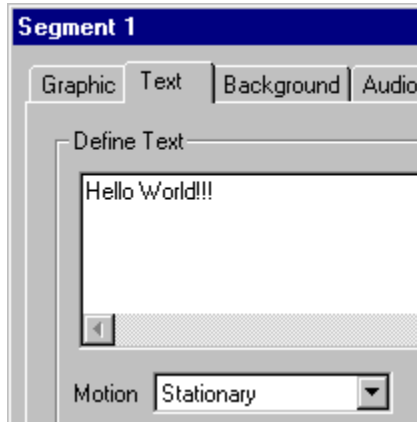 Segment 1
Graphic Text Background Audio
Define Text
Hello World!!!
Motion Stationary